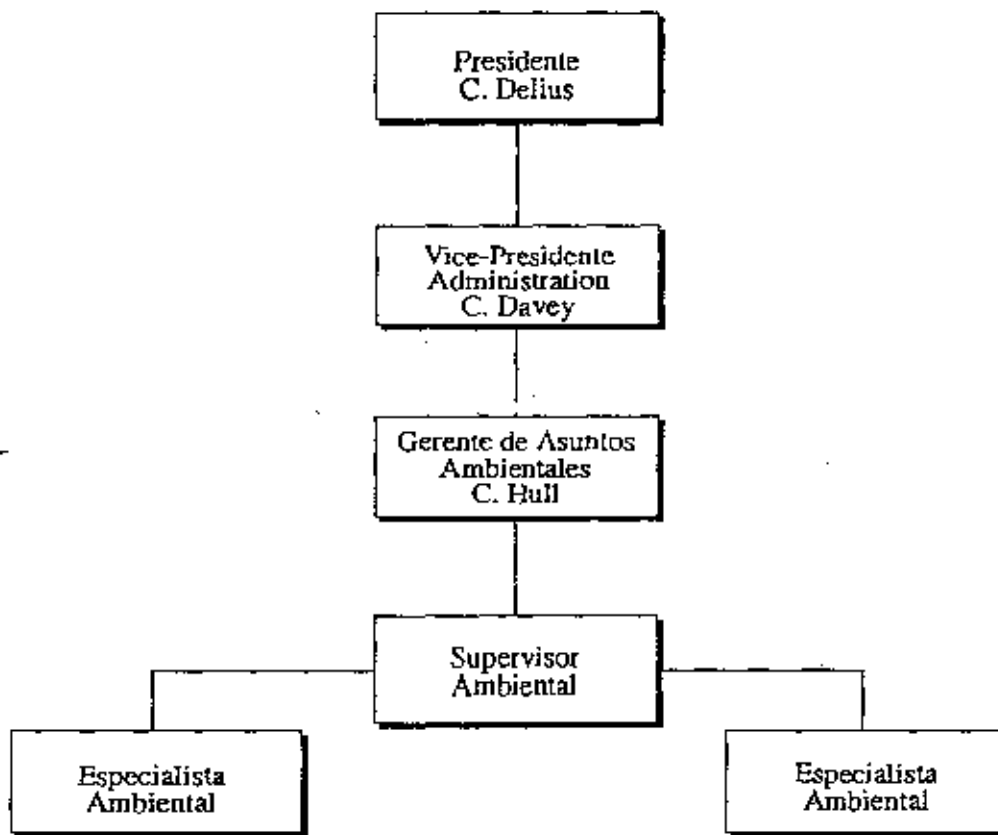 Presidente
C. Delius
Vice-Presidente
Administration
C. Davey
Gerente de Asuntos
Ambientales
C. Hull
Supervisor
Ambiental
Especialista
Ambiental
Especialista
Ambiental